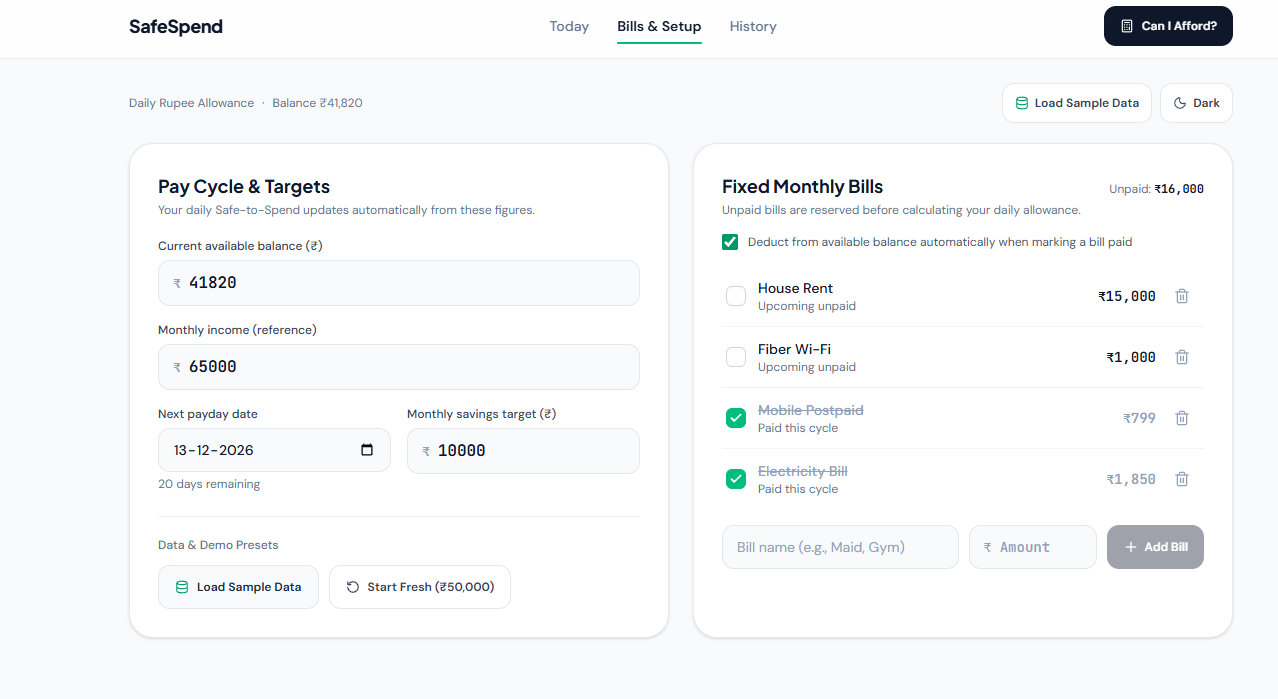 SafeSpend
Today
Bills & Setup
History
Can I Afford?
Daily Rupee Allowance · Balance ₹41,820
Load Sample Data
Dark
Pay Cycle & Targets
Your daily Safe-to-Spend updates automatically from these figures.
Current available balance (₹)
₹ 41820
Monthly income (reference)
₹ 65000
Next payday date
13-12-2026
20 days remaining
Monthly savings target (₹)
₹ 10000
Data & Demo Presets
Load Sample Data
Start Fresh (₹50,000)
Fixed Monthly Bills
Unpaid: ₹16,000
Unpaid bills are reserved before calculating your daily allowance.
Deduct from available balance automatically when marking a bill paid
House Rent
Upcoming unpaid
₹15,000
Fiber Wi-Fi
Upcoming unpaid
₹1,000
Mobile Postpaid
Paid this cycle
₹799
Electricity Bill
Paid this cycle
₹1,850
Bill name (e.g., Maid, Gym)
₹ Amount
+ Add Bill